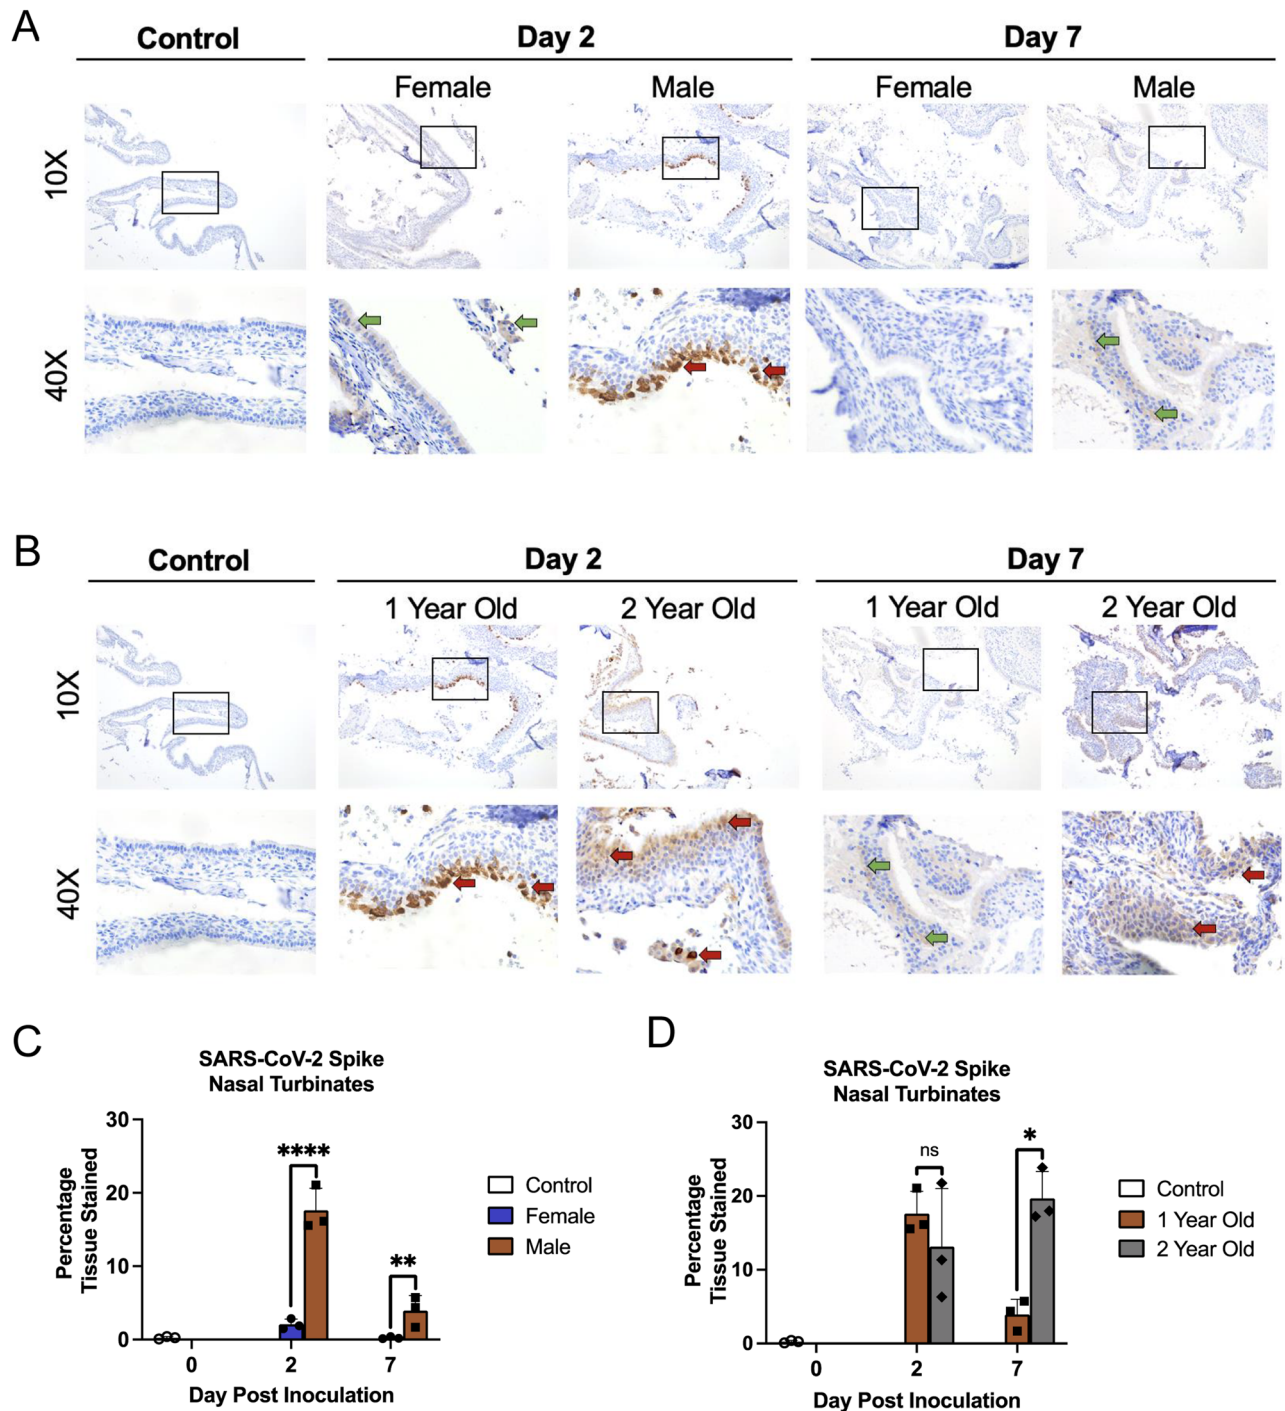 A
Control
Day 2
Day 7
Female
Male
Female
Male
10X
40X
B
Control
Day 2
Day 7
1 Year Old
2 Year Old
1 Year Old
2 Year Old
10X
40X
C
SARS-CoV-2 Spike
Nasal Turbinates
Percentage
Tissue Stained
30
20
10
0
****
**
0
2
7
Day Post Inoculation
Control
Female
Male
D
SARS-CoV-2 Spike
Nasal Turbinates
Percentage
Tissue Stained
30
20
10
0
ns
*
0
2
7
Day Post Inoculation
Control
1 Year Old
2 Year Old